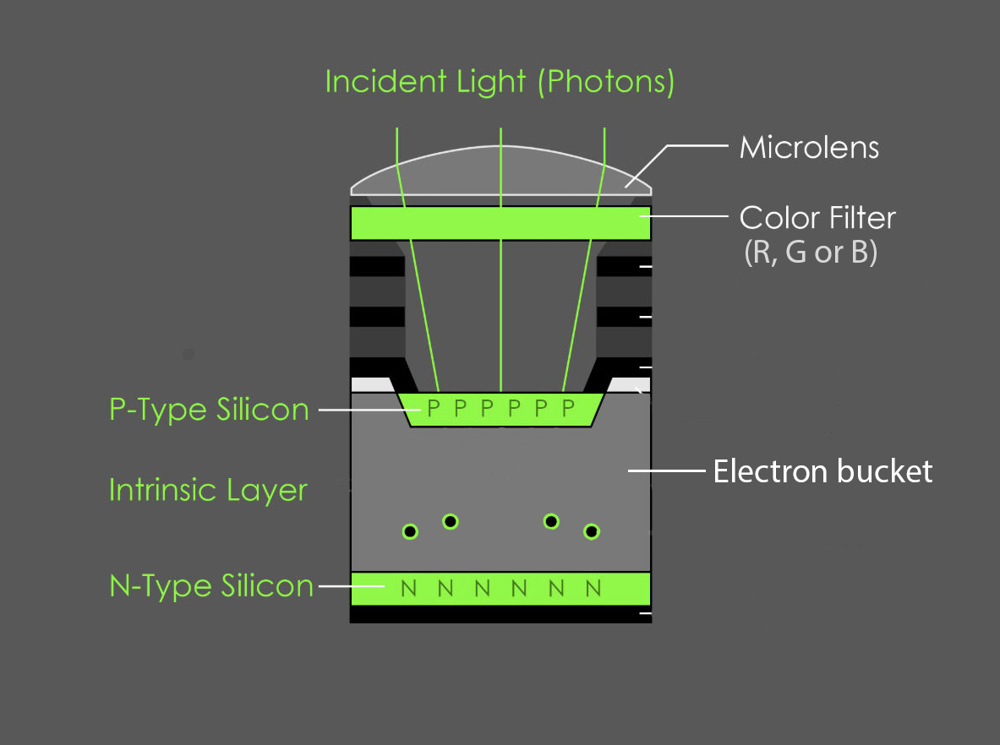 Incident Light (Photons)
Microlens
Color Filter
(R, G or B)
P-Type Silicon
P P P P P P
Electron bucket
Intrinsic Layer
N-Type Silicon
N N N N N N